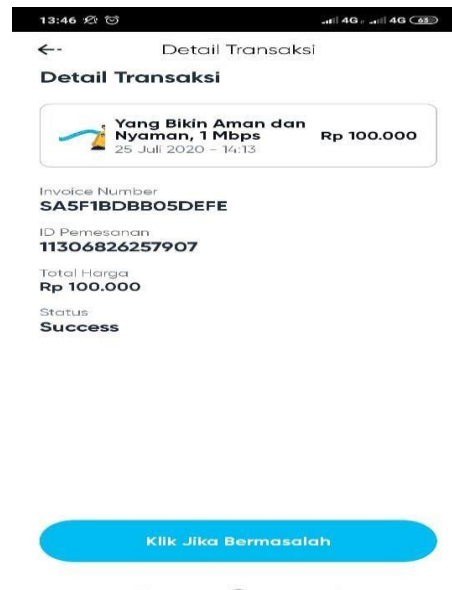 13:46
4G 4G 63
Detail Transaksi
Detail Transaksi
Yang Bikin Aman dan
Nyaman, 1 Mbps Rp 100.000
25 Juli 2020 - 14:13
Invoice Number
SA5F1BDBB05DEFE
ID Pemesanan
11306826257907
Total Harga
Rp 100.000
Status
Success
Klik Jika Bermasalah